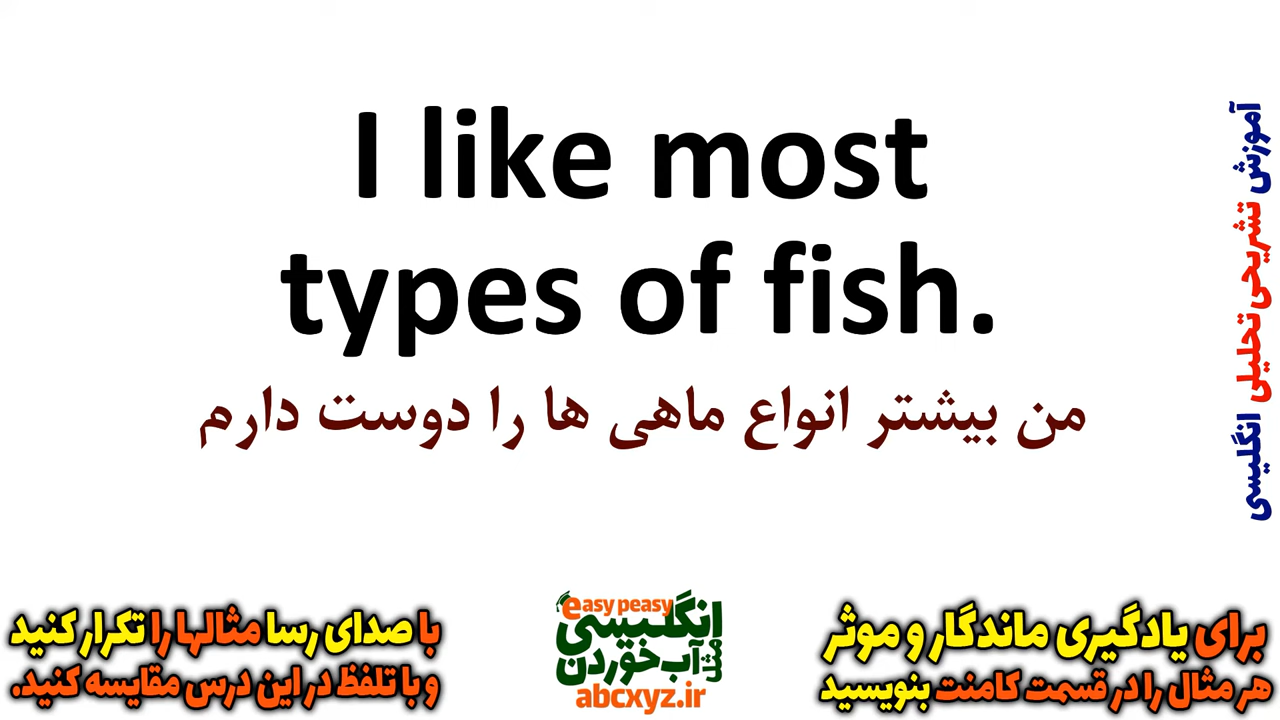 I like most
types of fish.
من بیشتر انواع ماهی ها را دوست دارم
آموزش تشریحی تحلیلی انگلیسی
برای یادگیری ماندگار و موثر
هر مثال را در قسمت کامنت بنویسید
easy peasy
انگلیسی
مثل آب خوردن
abcxyz.ir
با صدای رسا مثالها را تکرار کنید
و با تلفظ در این درس مقایسه کنید.